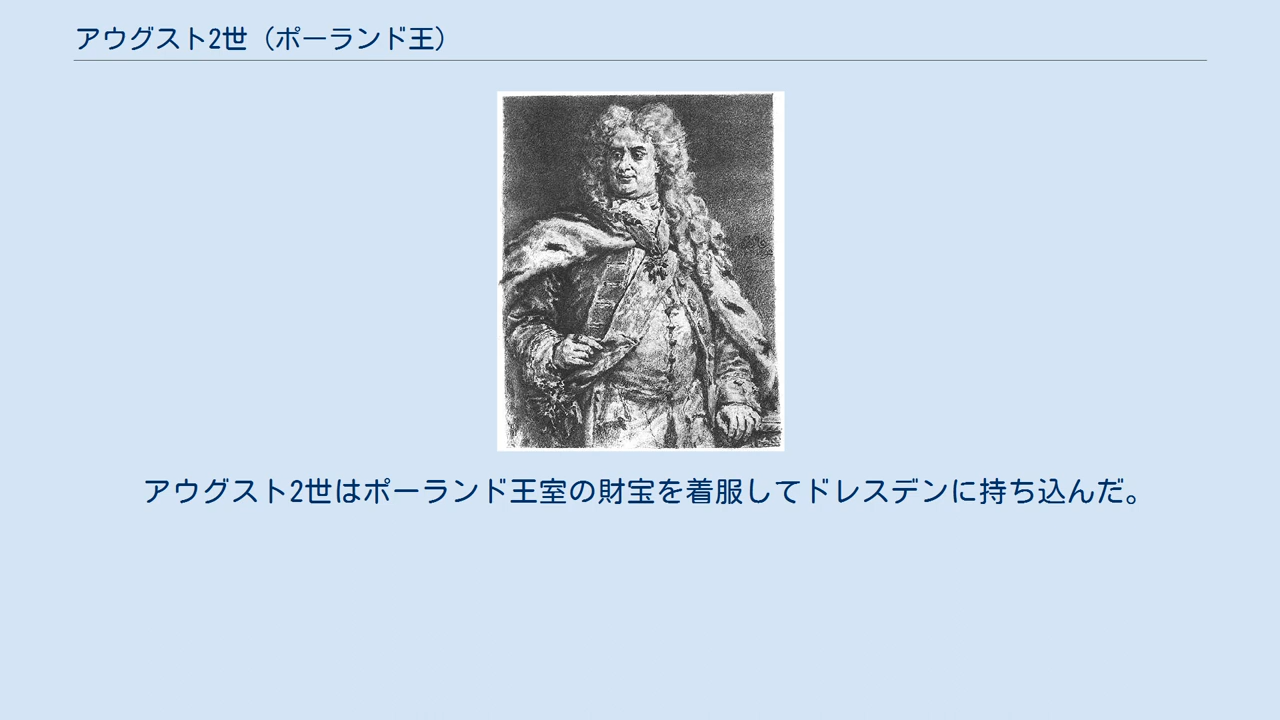 アウグスト2世（ポーランド王）
アウグスト2世はポーランド王室の財宝を着服してドレスデンに持ち込んだ。